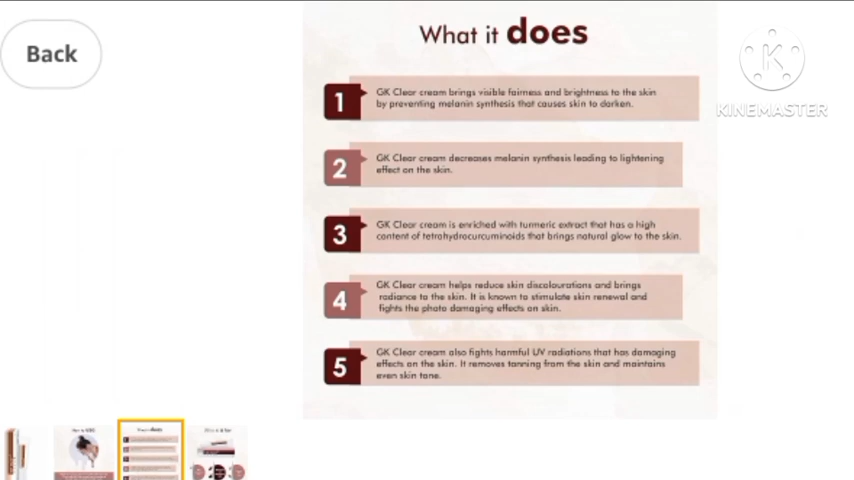 Back
What it does
K
KINEMASTER
1
GK Clear cream brings visible fairness and brightness to the skin
by preventing melanin synthesis that causes skin to darken.
2
GK Clear cream decreases melanin synthesis leading to lightening
effect on the skin.
3
GK Clear cream is enriched with turmeric extract that has a high
content of tetrohydrocurcuminoids that brings natural glow to the skin.
4
GK Clear cream helps reduce skin discolourations and brings
radiance to the skin. It is known to stimulate skin renewal and
fights the photo damaging effects on skin.
5
GK Clear cream also fights harmful UV radiations that has damaging
effects on the skin. It removes tanning from the skin and maintains
even skin tone.